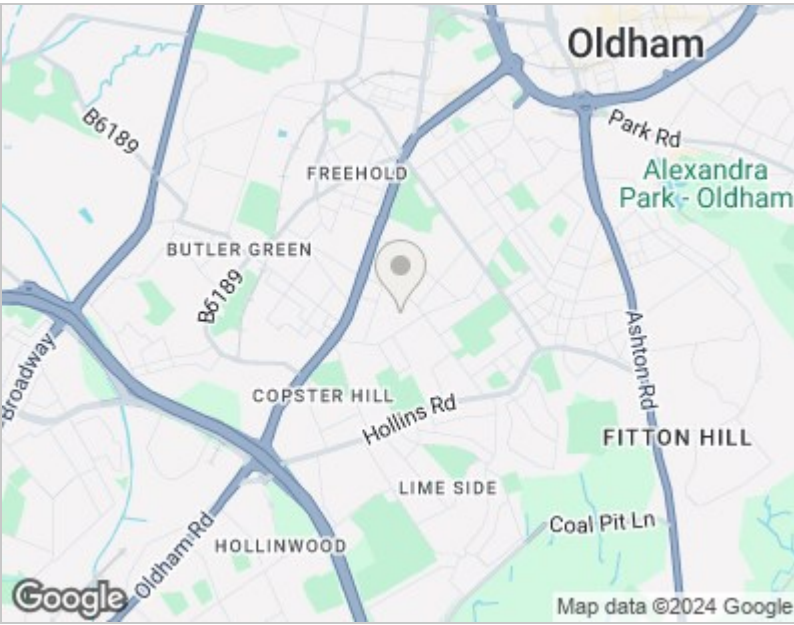 Oldham
B6189
Park Rd
FREEHOLD
Alexandra
Park - Oldham
BUTLER GREEN
B6189
Broadway
Ashton Rd
COPSTER HILL
Hollins Rd
FITTON HILL
LIME SIDE
Coal Pit Ln
Oldham Rd
HOLLINWOOD
Google
Map data ©2024 Google